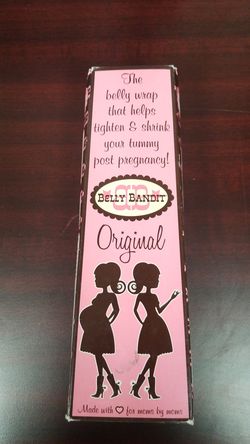 The
belly wrap
that helps
tighten & shrink
your tummy
post pregnancy!
BB
BELLY BANDIT
Original
Made with ♡ for moms by moms